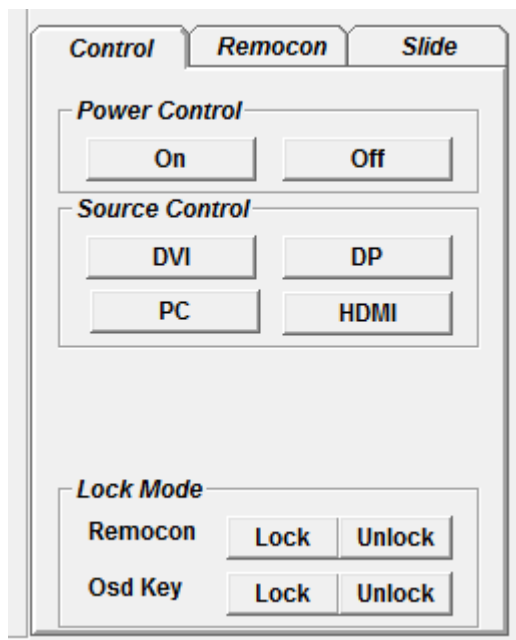 Control Remocon Slide
Power Control
On Off
Source Control
DVI DP
PC HDMI
Lock Mode
Remocon Lock Unlock
Osd Key Lock Unlock